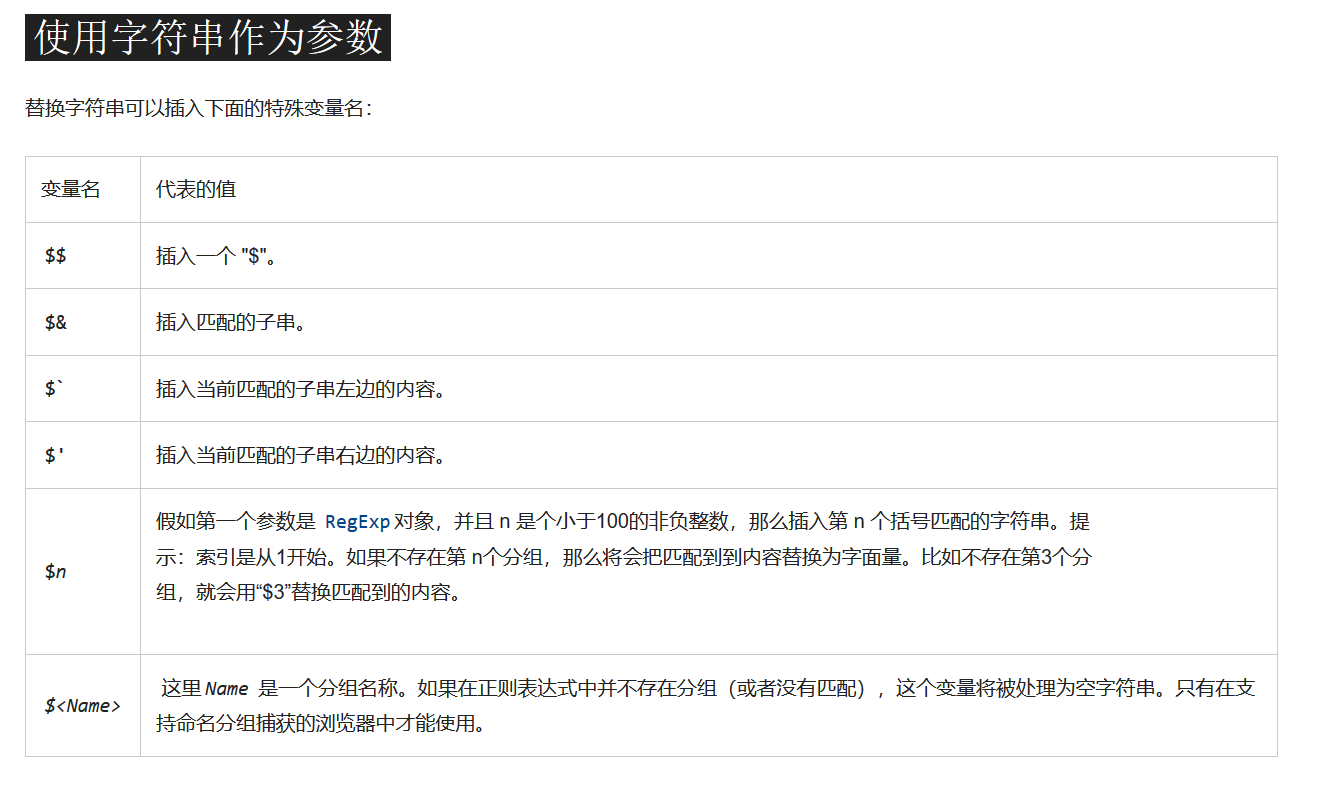 使用字符串作为参数
替换字符串可以插入下面的特殊变量名：
变量名 代表的值
$$ 插入一个 "$"。
$& 插入匹配的子串。
$` 插入当前匹配的子串左边的内容。
$' 插入当前匹配的子串右边的内容。
假如第一个参数是 RegExp对象，并且 n 是个小于100的非负整数，那么插入第 n 个括号匹配的字符串。提
示：索引是从1开始。如果不存在第 n个分组，那么将会把匹配到到内容替换为字面量。比如不存在第3个分
$n
组，就会用“$3”替换匹配到的内容。
这里Name 是一个分组名称。如果在正则表达式中并不存在分组（或者没有匹配），这个变量将被处理为空字符串。只有在支
$<Name>
持命名分组捕获的浏览器中才能使用。